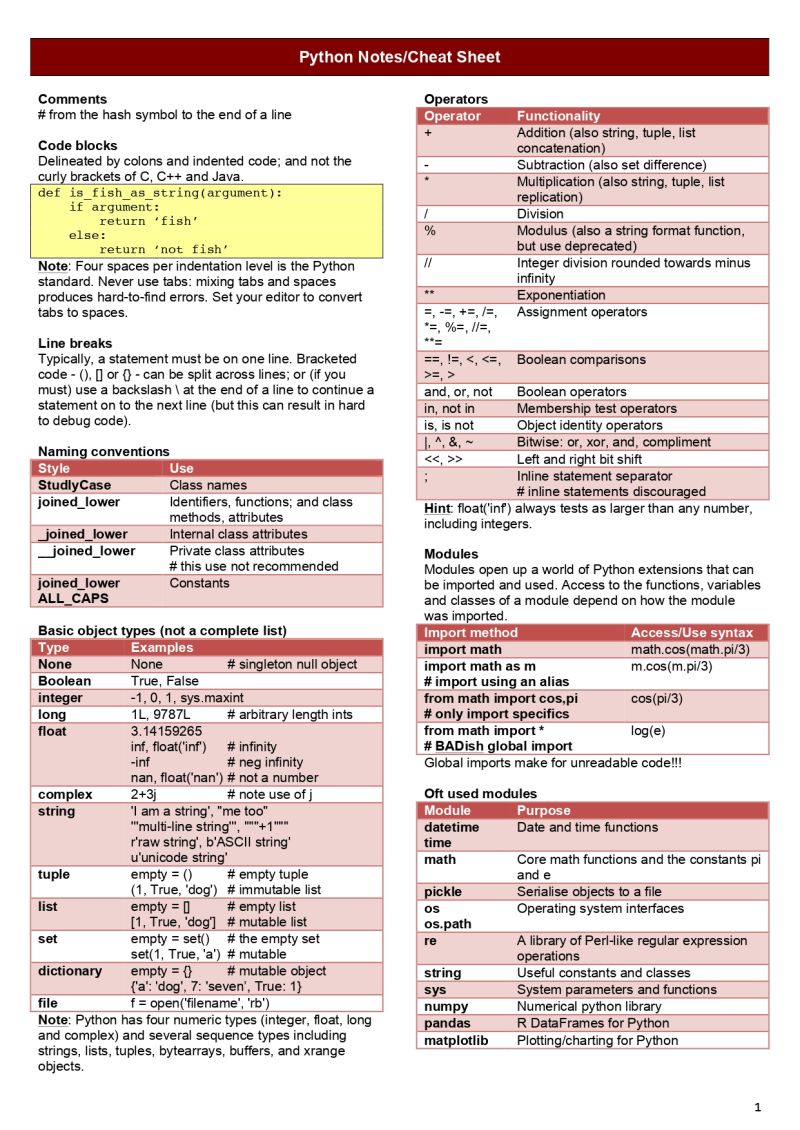 Python Notes/Cheat Sheet
Comments
# from the hash symbol to the end of a line
Code blocks
Delineated by colons and indented code; and not the
curly brackets of C, C++ and Java.
def is_fish_as_string(argument):
    if argument:
        return ‘fish’
    else:
        return ‘not fish’
Note: Four spaces per indentation level is the Python
standard. Never use tabs: mixing tabs and spaces
produces hard-to-find errors. Set your editor to convert
tabs to spaces.
Line breaks
Typically, a statement must be on one line. Bracketed
code - (), [] or {} - can be split across lines; or (if you
must) use a backslash \ at the end of a line to continue a
statement on to the next line (but this can result in hard
to debug code).
Naming conventions
Style Use
StudlyCase Class names
joined_lower Identifiers, functions; and class
methods, attributes
_joined_lower Internal class attributes
__joined_lower Private class attributes
# this use not recommended
joined_lower Constants
ALL_CAPS
Basic object types (not a complete list)
Type Examples
None None # singleton null object
Boolean True, False
integer -1, 0, 1, sys.maxint
long 1L, 9787L # arbitrary length ints
float 3.14159265
inf, float('inf') # infinity
-inf # neg infinity
nan, float('nan') # not a number
complex 2+3j # note use of j
string 'I am a string', "me too"
'''multi-line string''', """+1"""
r'raw string', b'ASCII string'
u'unicode string'
tuple empty = () # empty tuple
(1, True, 'dog') # immutable list
list empty = [] # empty list
[1, True, 'dog'] # mutable list
set empty = set() # the empty set
set(1, True, 'a') # mutable
dictionary empty = {} # mutable object
{'a': 'dog', 7: 'seven', True: 1}
file f = open('filename', 'rb')
Note: Python has four numeric types (integer, float, long
and complex) and several sequence types including
strings, lists, tuples, bytearrays, buffers, and xrange
objects.
Operators
Operator Functionality
+ Addition (also string, tuple, list
concatenation)
- Subtraction (also set difference)
* Multiplication (also string, tuple, list
replication)
/ Division
% Modulus (also a string format function,
but use deprecated)
// Integer division rounded towards minus
infinity
** Exponentiation
=, -=, +=, /=, Assignment operators
*=, %=, //=,
**=
==, !=, <, <=, Boolean comparisons
>=, >
and, or, not Boolean operators
in, not in Membership test operators
is, is not Object identity operators
|, ^, &, ~ Bitwise: or, xor, and, compliment
<<, >> Left and right bit shift
; Inline statement separator
# inline statements discouraged
Hint: float('inf') always tests as larger than any number,
including integers.
Modules
Modules open up a world of Python extensions that can
be imported and used. Access to the functions, variables
and classes of a module depend on how the module
was imported.
Import method Access/Use syntax
import math math.cos(math.pi/3)
import math as m m.cos(m.pi/3)
# import using an alias
from math import cos,pi cos(pi/3)
# only import specifics
from math import * log(e)
# BADish global import
Global imports make for unreadable code!!!
Oft used modules
Module Purpose
datetime Date and time functions
time
math Core math functions and the constants pi
and e
pickle Serialise objects to a file
os Operating system interfaces
os.path
re A library of Perl-like regular expression
operations
string Useful constants and classes
sys System parameters and functions
numpy Numerical python library
pandas R DataFrames for Python
matplotlib Plotting/charting for Python
1